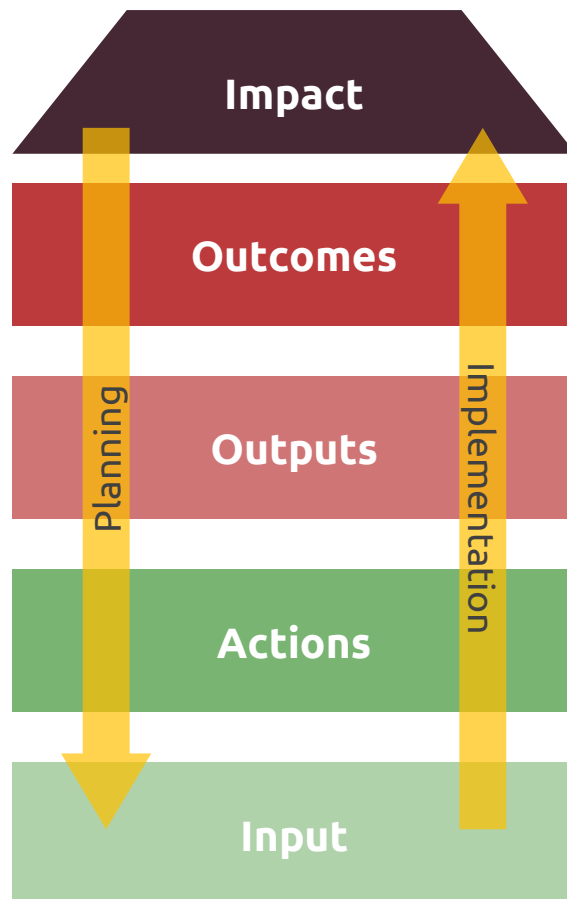 Impact
Outcomes
Planning
Implementation
Outputs
Actions
Input